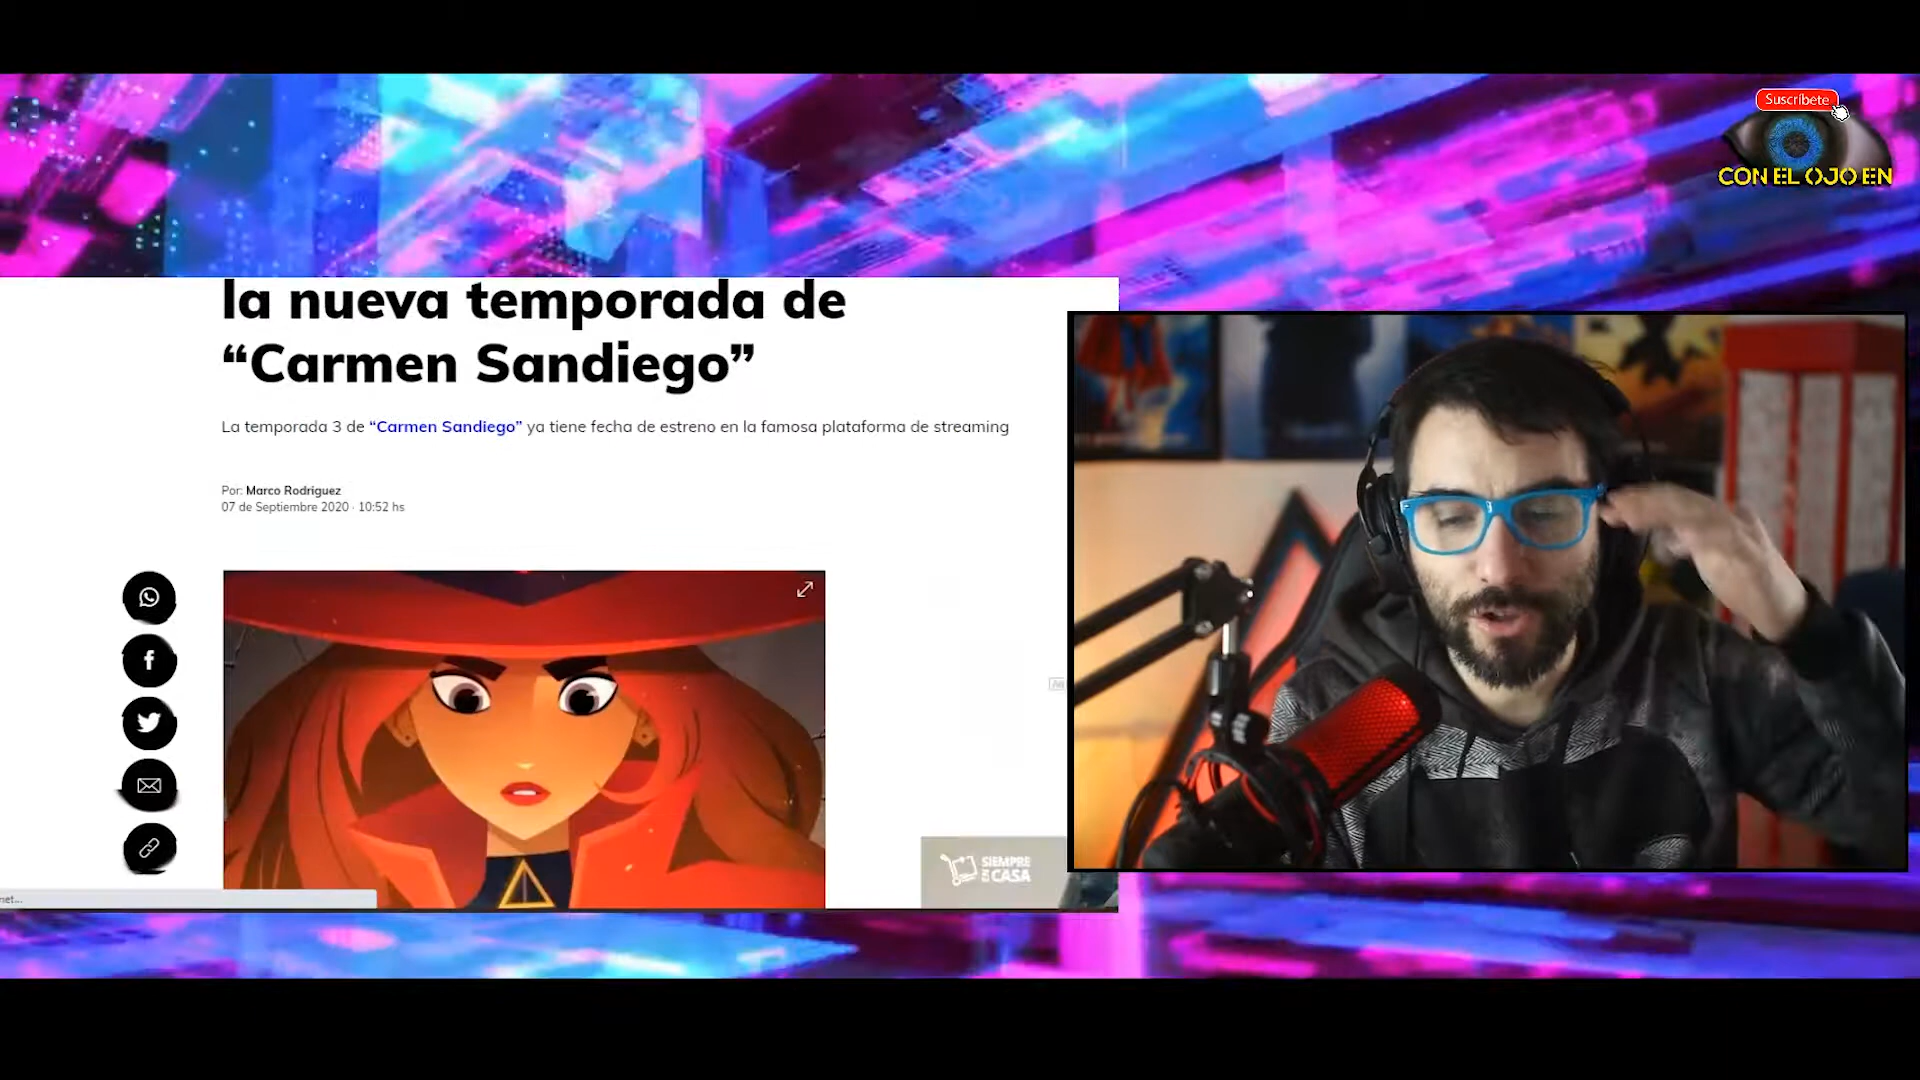 Suscríbete
CON EL OJO EN
la nueva temporada de
“Carmen Sandiego”
La temporada 3 de “Carmen Sandiego” ya tiene fecha de estreno en la famosa plataforma de streaming
Por: Marco Rodriguez
07 de Septiembre 2020 · 10:52 hs
SIEMPRE
EN CASA
net...